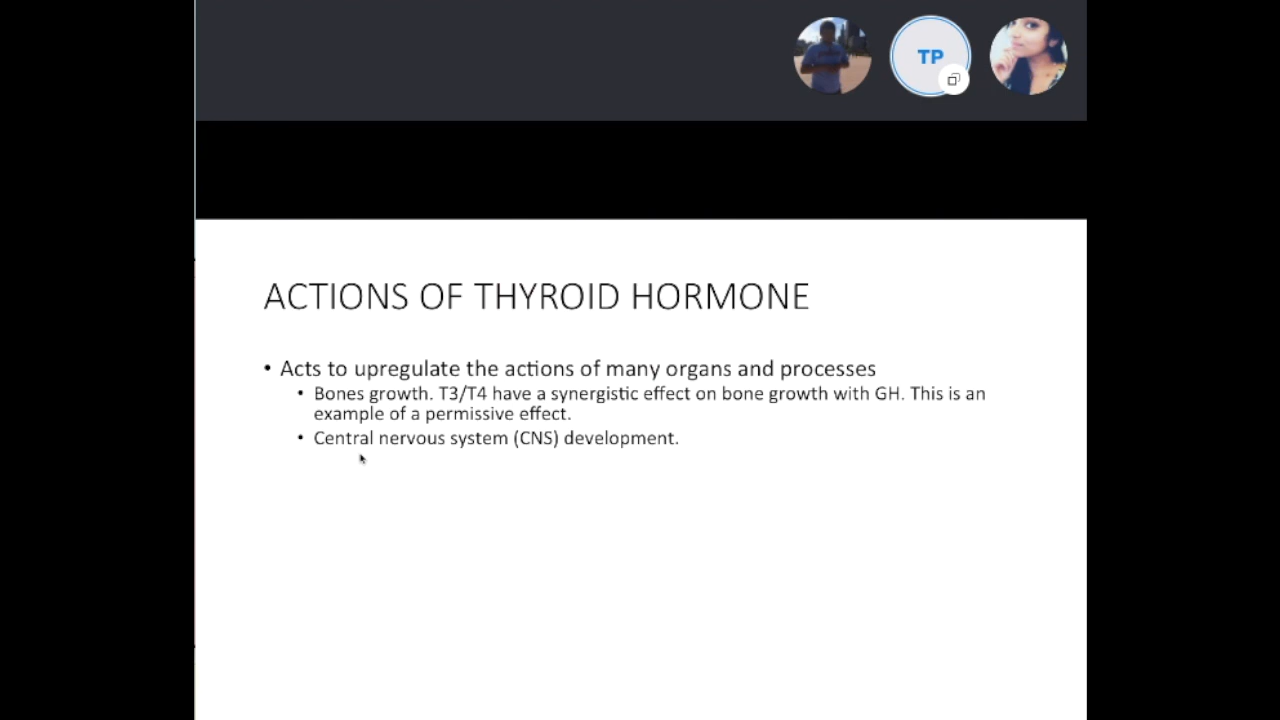 TP
ACTIONS OF THYROID HORMONE
• Acts to upregulate the actions of many organs and processes
• Bones growth. T3/T4 have a synergistic effect on bone growth with GH. This is an
example of a permissive effect.
• Central nervous system (CNS) development.